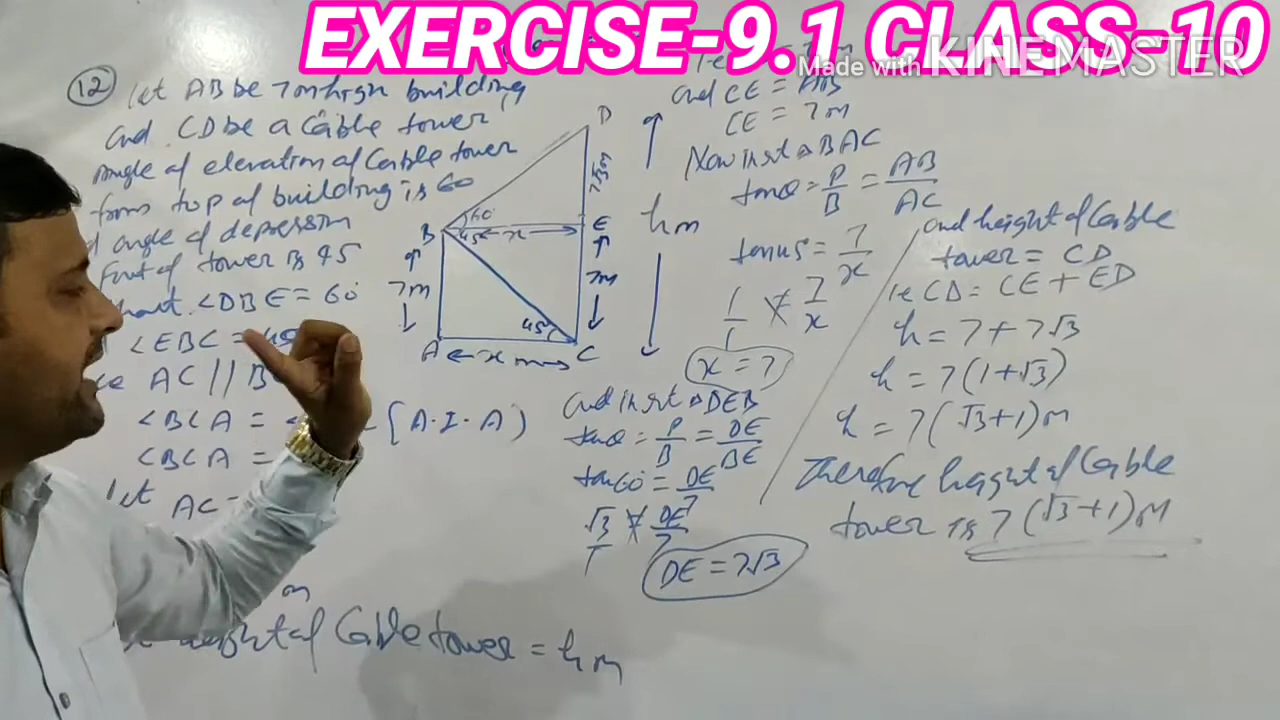 EXERCISE-9.1 CLASS-10
Made with KINEMASTER
(12) let AB be 7m high building
and CD be a Cable tower
Angle of elevation of Cable tower
from top of building is 60
angle of depression
Foot of tower is 45
<DBE = 60
<EBC = 45
AC //
<BCA = { A.I.A )
<BCA =
let AC =
height of Cable tower = h m
D
60
B
45 ← x →
E
7√3m
7m
7m
45
A ← x m → C
h m
and CE = AB
CE = 7m
Now in rt △ BAC
tanθ = P/B = AB/AC
tan45 = 7/x
1/1 = 7/x
x = 7
and in rt △ DEB
tanθ = P/B = DE/BE
tan60 = DE/7
√3/1 = DE/7
DE = 7√3
and height of Cable
tower = CD
ie CD = CE + ED
h = 7 + 7√3
h = 7(1+√3)
h = 7(√3+1)m
Therefore height of Cable
tower is 7(√3+1)M